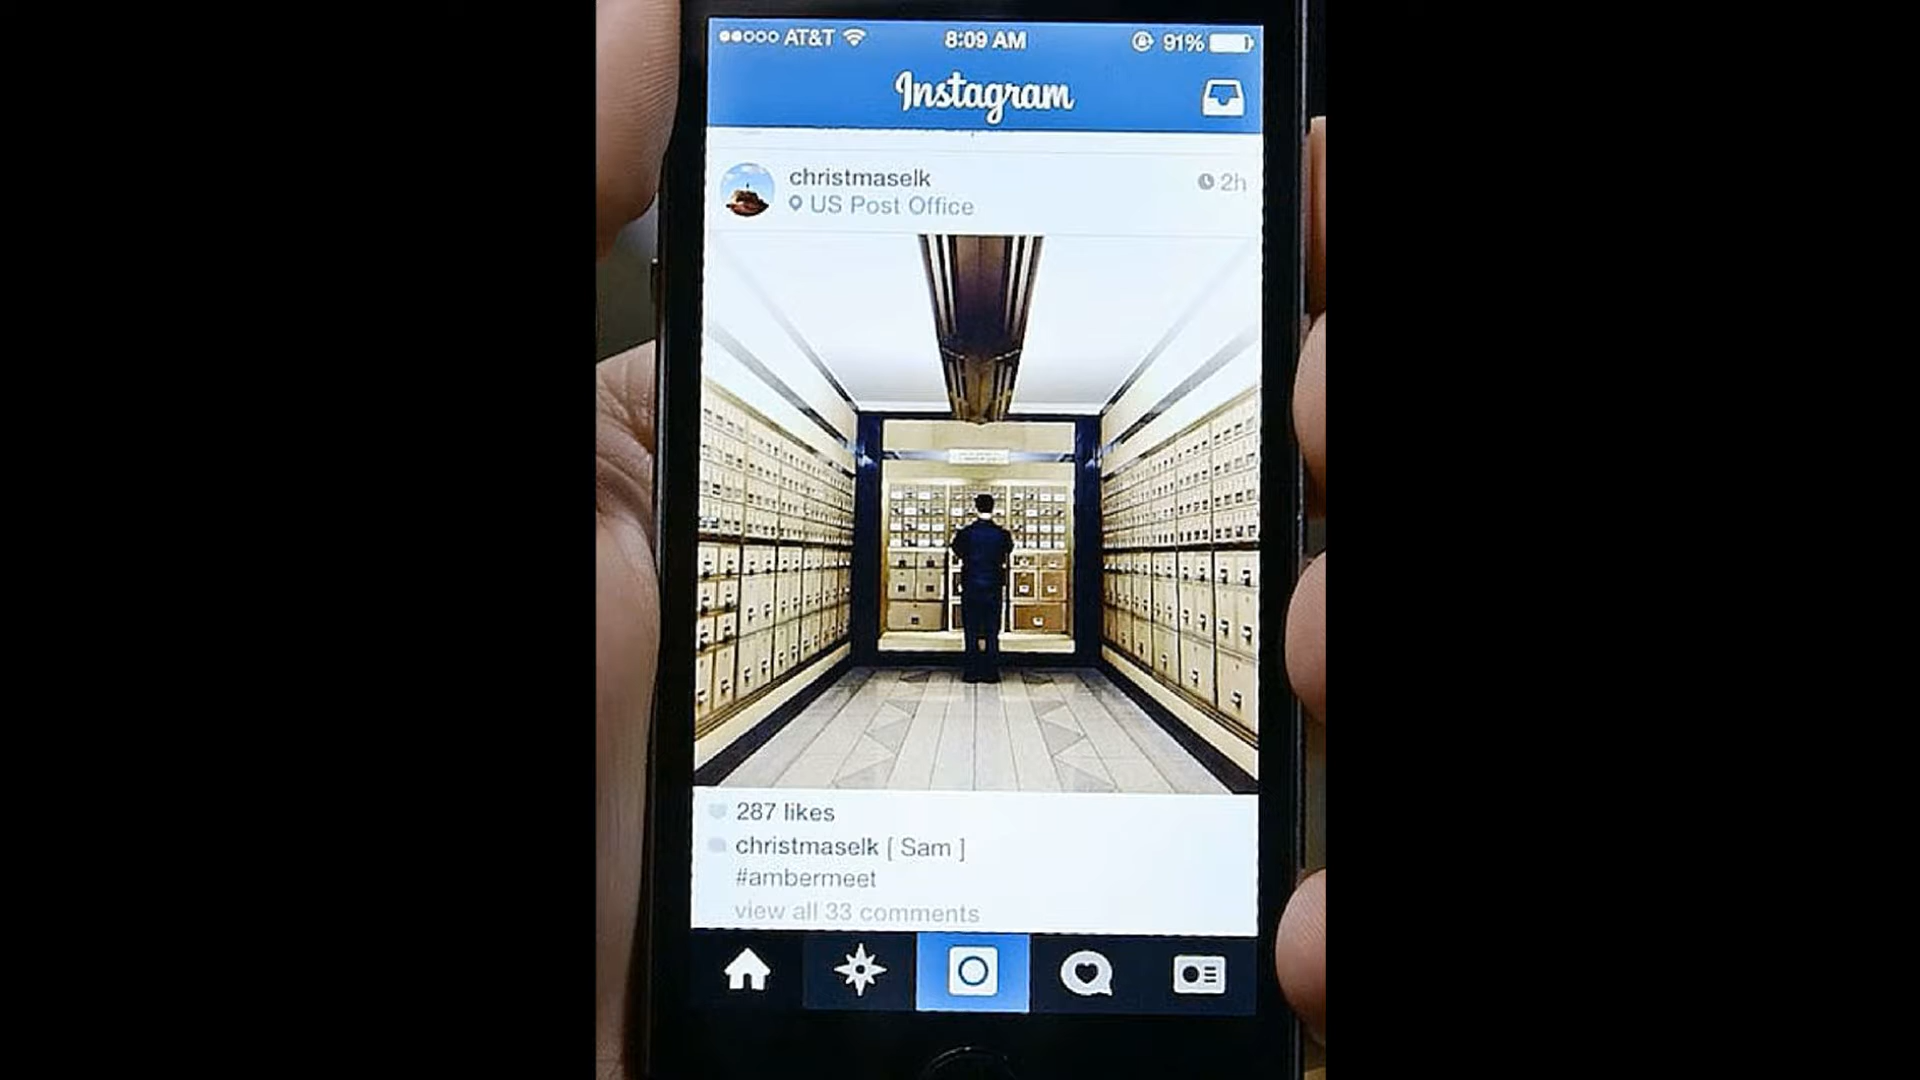 AT&T 8:09 AM 91%
Instagram
christmaselk 2h
US Post Office
287 likes
christmaselk [ Sam ]
#ambermeet
view all 33 comments